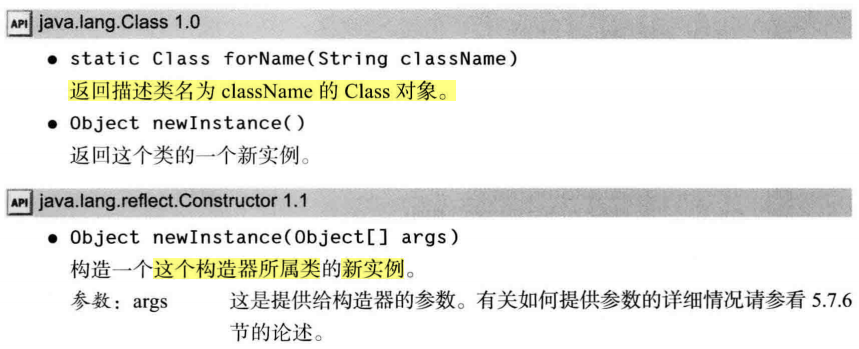 API java.lang.Class 1.0
● static Class forName(String className)
返回描述类名为 className 的 Class 对象。
● Object newInstance()
返回这个类的一个新实例。
API java.lang.reflect.Constructor 1.1
● Object newInstance(Object[] args)
构造一个这个构造器所属类的新实例。
参数：args 这是提供给构造器的参数。有关如何提供参数的详细情况请参看 5.7.6
节的论述。